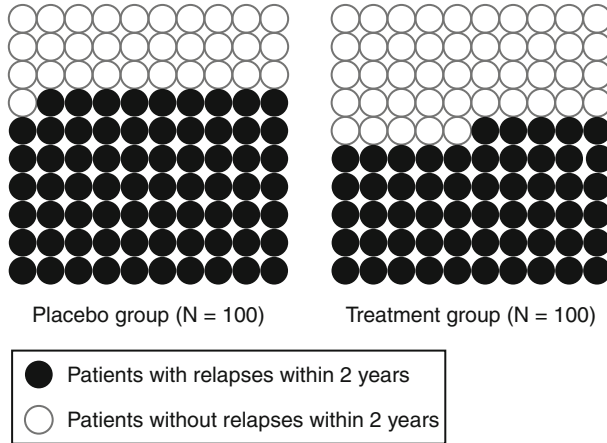 Placebo group (N = 100)
Treatment group (N = 100)
Patients with relapses within 2 years
Patients without relapses within 2 years